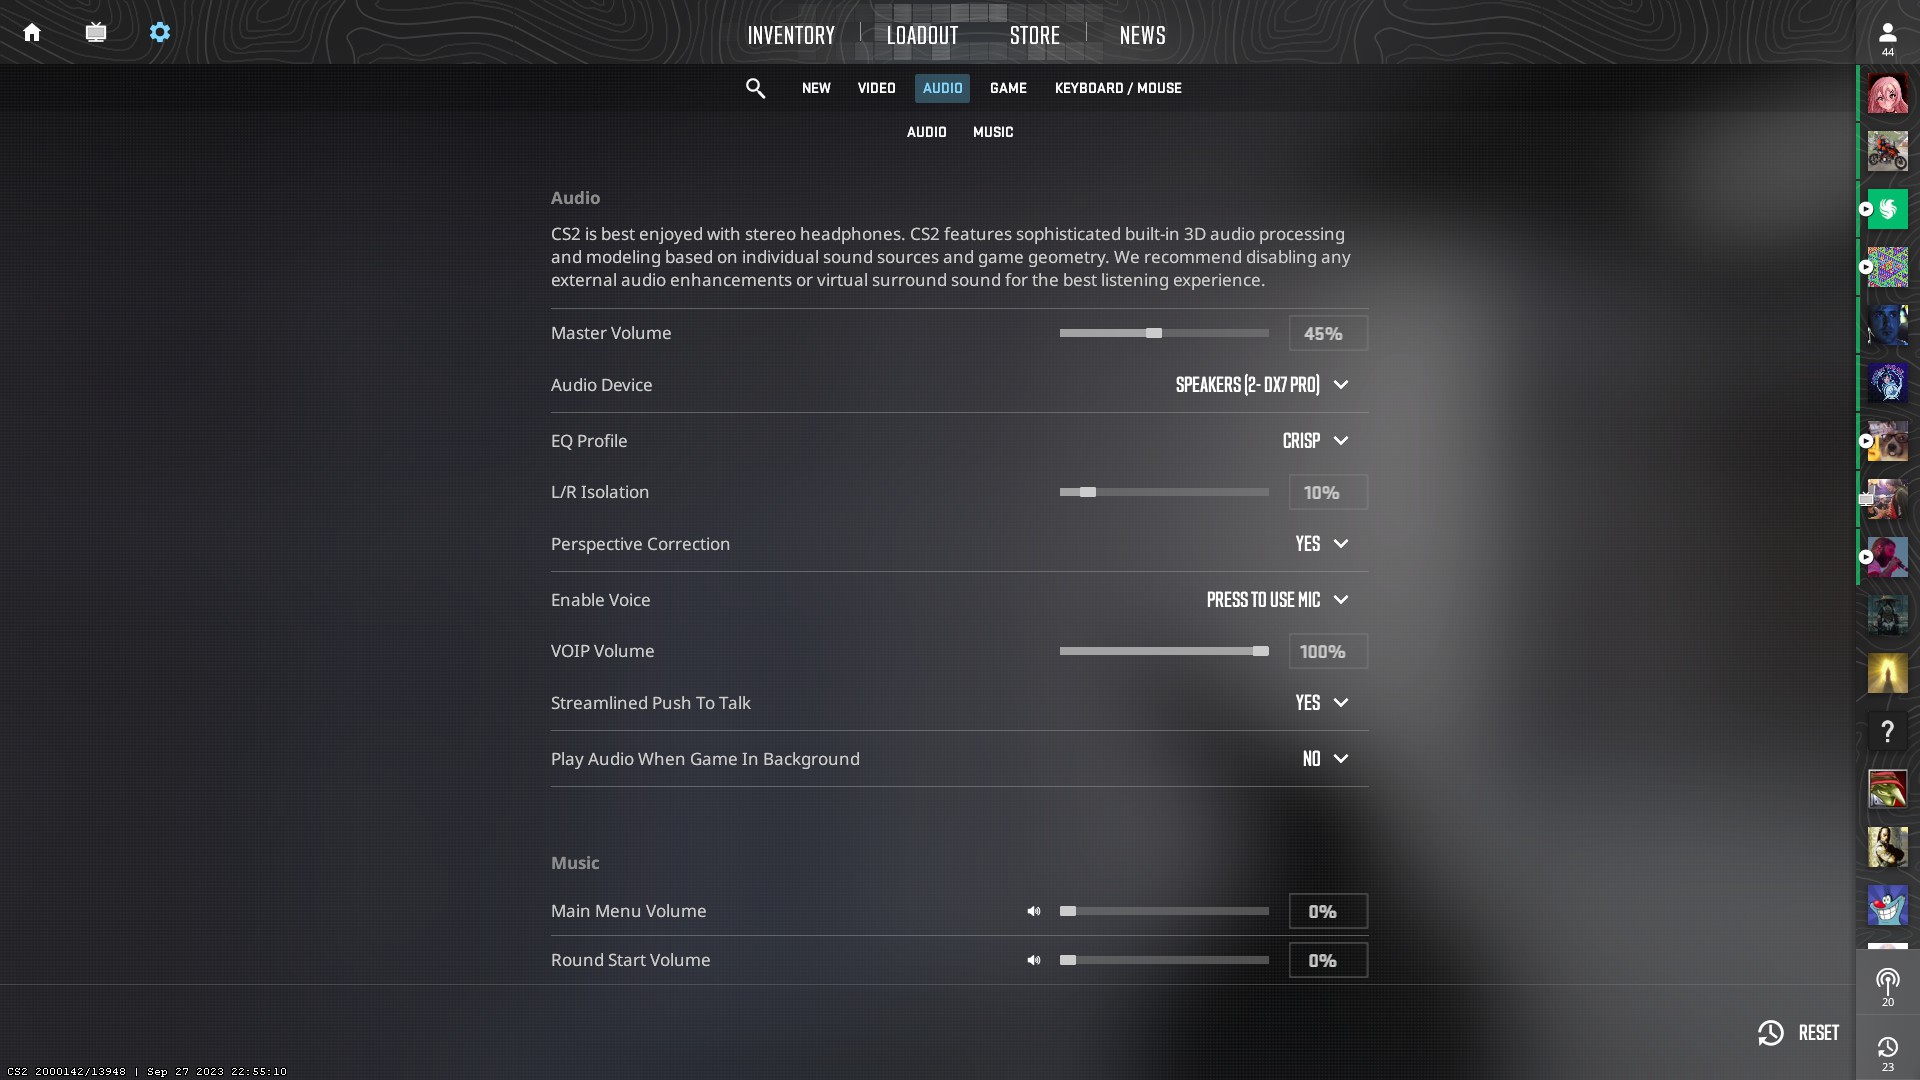 INVENTORY LOADOUT STORE NEWS
44
NEW VIDEO AUDIO GAME KEYBOARD / MOUSE
AUDIO MUSIC
Audio
CS2 is best enjoyed with stereo headphones. CS2 features sophisticated built-in 3D audio processing
and modeling based on individual sound sources and game geometry. We recommend disabling any
external audio enhancements or virtual surround sound for the best listening experience.
Master Volume 45%
Audio Device SPEAKERS (2- DX7 PRO)
EQ Profile CRISP
L/R Isolation 10%
Perspective Correction YES
Enable Voice PRESS TO USE MIC
VOIP Volume 100%
Streamlined Push To Talk YES
?
Play Audio When Game In Background NO
Music
Main Menu Volume 0%
Round Start Volume 0%
20
RESET
23
CS2 2000142/13948 | Sep 27 2023 22:55:10